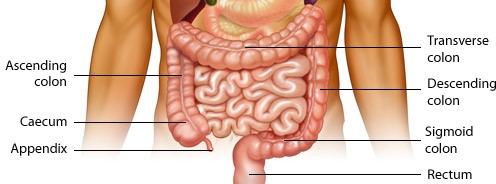 Ascending
colon
Caecum
Appendix
Transverse
colon
Descending
colon
Sigmoid
colon
Rectum